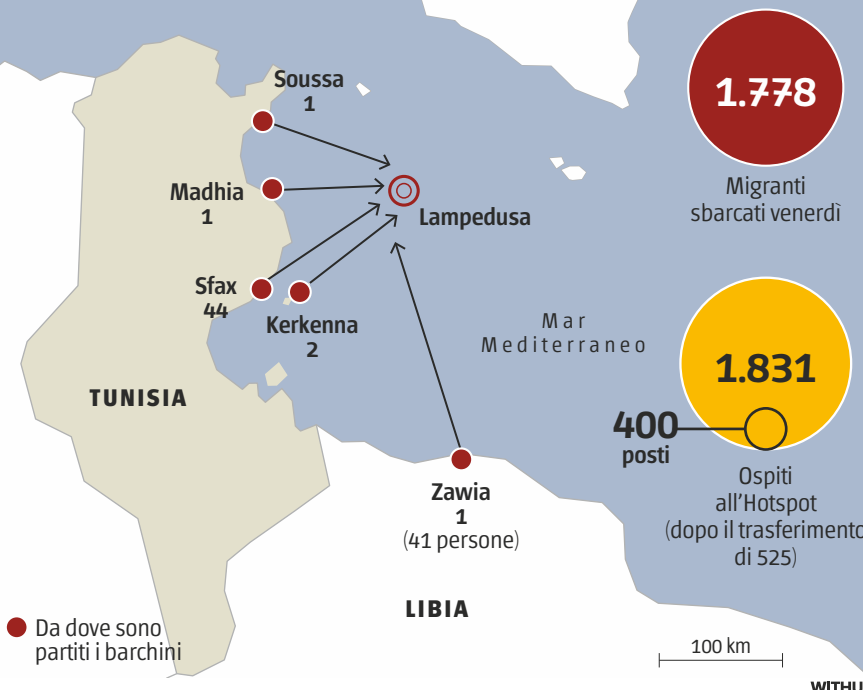 Soussa
1
Madhia
1
Sfax
44
Kerkenna
2
Lampedusa
TUNISIA
Mar
Mediterraneo
Zawia
1
(41 persone)
LIBIA
Da dove sono
partiti i barchini
1.778
Migranti
sbarcati venerdì
1.831
400
posti
Ospiti
all'Hotspot
(dopo il trasferimento
di 525)
100 km
WITHU